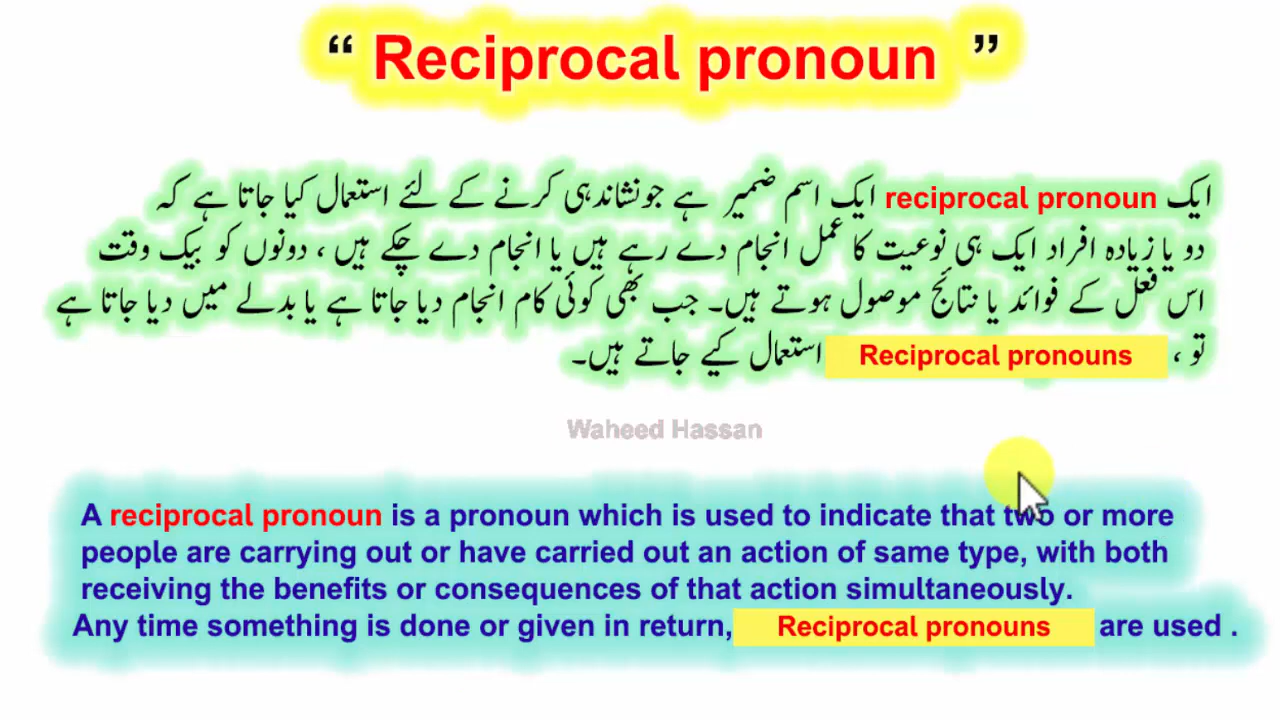 “ Reciprocal pronoun ”
ایک reciprocal pronoun ایک اسم ضمیر ہے جو نشاندہی کرنے کے لئے استعمال کیا جاتا ہے کہ
دو یا زیادہ افراد ایک ہی نوعیت کا عمل انجام دے رہے ہیں یا انجام دے چکے ہیں ، دونوں کو بیک وقت
اس فعل کے فوائد یا نتائج موصول ہوتے ہیں۔ جب بھی کوئی کام انجام دیا جاتا ہے یا بدلے میں دیا جاتا ہے
تو ، Reciprocal pronouns استعمال کیے جاتے ہیں۔
Waheed Hassan
A reciprocal pronoun is a pronoun which is used to indicate that two or more
people are carrying out or have carried out an action of same type, with both
receiving the benefits or consequences of that action simultaneously.
Any time something is done or given in return, Reciprocal pronouns are used .